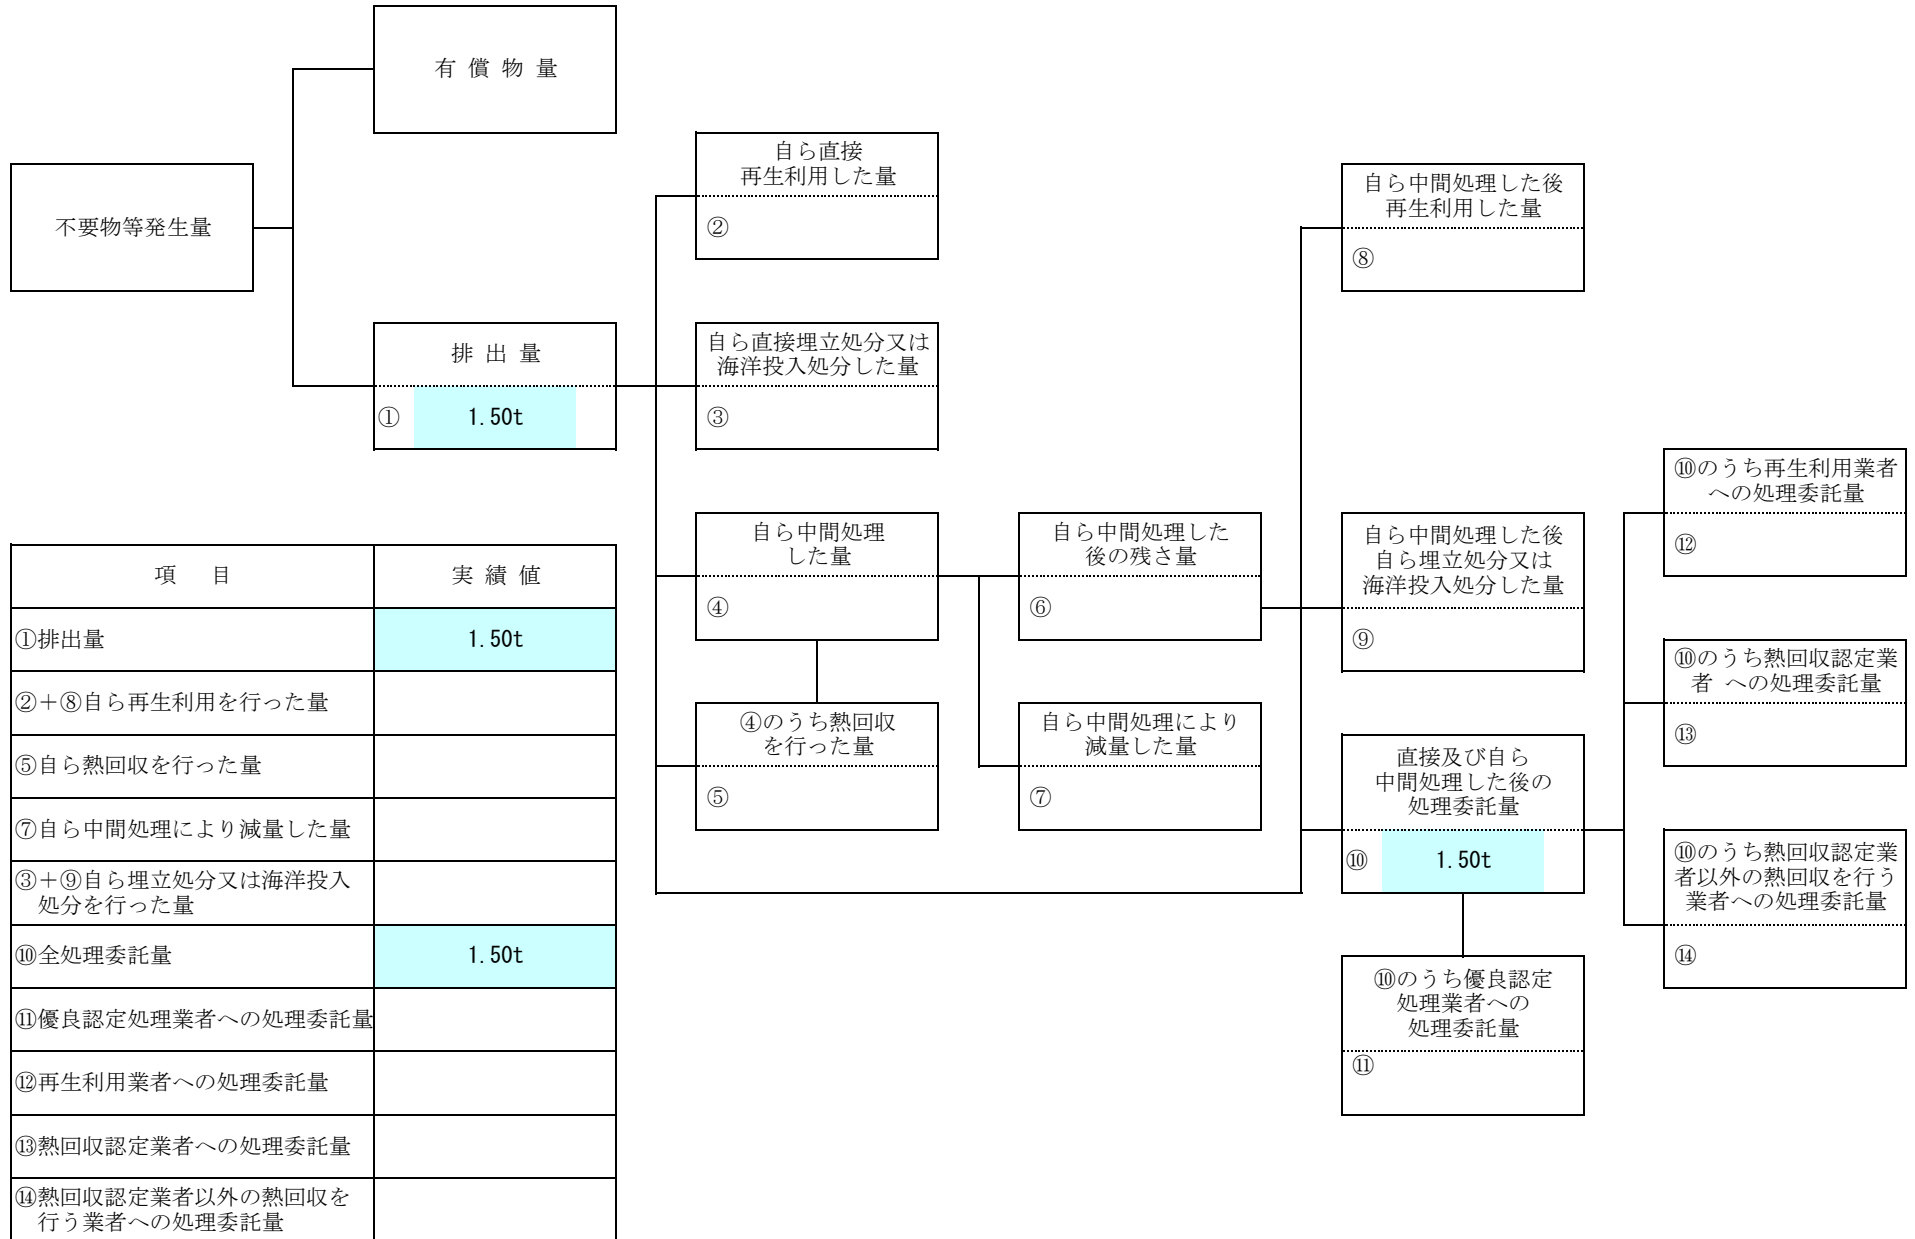 有 償 物 量
不要物等発生量
排 出 量
① 1.50t
自ら直接
再生利用した量
②
自ら直接埋立処分又は
海洋投入処分した量
③
自ら中間処理
した量
④
④のうち熱回収
を行った量
⑤
自ら中間処理した
後の残さ量
⑥
自ら中間処理により
減量した量
⑦
自ら中間処理した後
再生利用した量
⑧
自ら中間処理した後
自ら埋立処分又は
海洋投入処分した量
⑨
直接及び自ら
中間処理した後の
処理委託量
⑩ 1.50t
⑩のうち優良認定
処理業者への
処理委託量
⑪
⑩のうち再生利用業者
への処理委託量
⑫
⑩のうち熱回収認定業
者 への処理委託量
⑬
⑩のうち熱回収認定業
者以外の熱回収を行う
業者への処理委託量
⑭
項 目 実 績 値
①排出量 1.50t
②+⑧自ら再生利用を行った量
⑤自ら熱回収を行った量
⑦自ら中間処理により減量した量
③+⑨自ら埋立処分又は海洋投入
処分を行った量
⑩全処理委託量 1.50t
⑪優良認定処理業者への処理委託量
⑫再生利用業者への処理委託量
⑬熱回収認定業者への処理委託量
⑭熱回収認定業者以外の熱回収を
行う業者への処理委託量